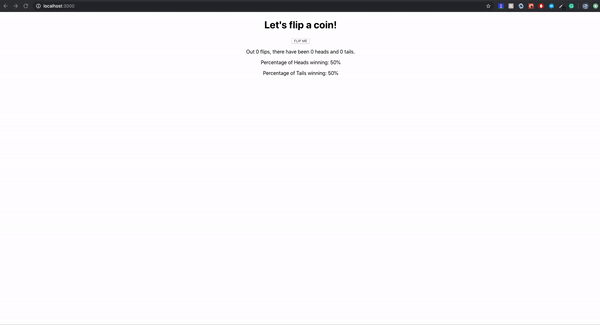 localhost:3000
Let's flip a coin!
FLIP ME
Out 0 flips, there have been 0 heads and 0 tails.
Percentage of Heads winning: 50%
Percentage of Tails winning: 50%